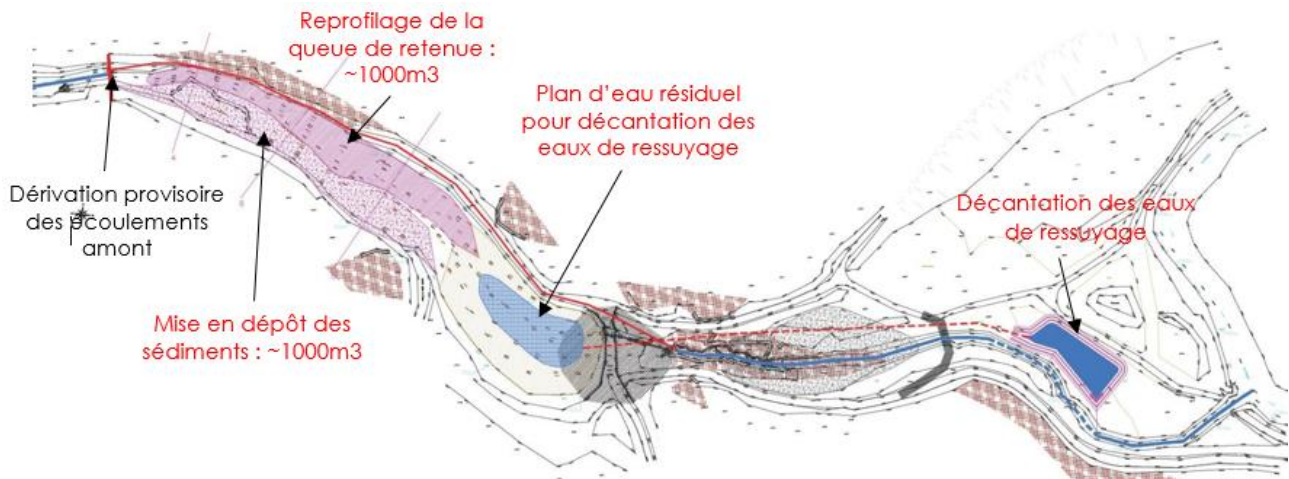 Reprofilage de la
queue de retenue :
~1000m3
Plan d'eau résiduel
pour décantation des
eaux de ressuyage
Dérivation provisoire
des écoulements
amont
Décantation des eaux
de ressuyage
Mise en dépôt des
sédiments : ~1000m3